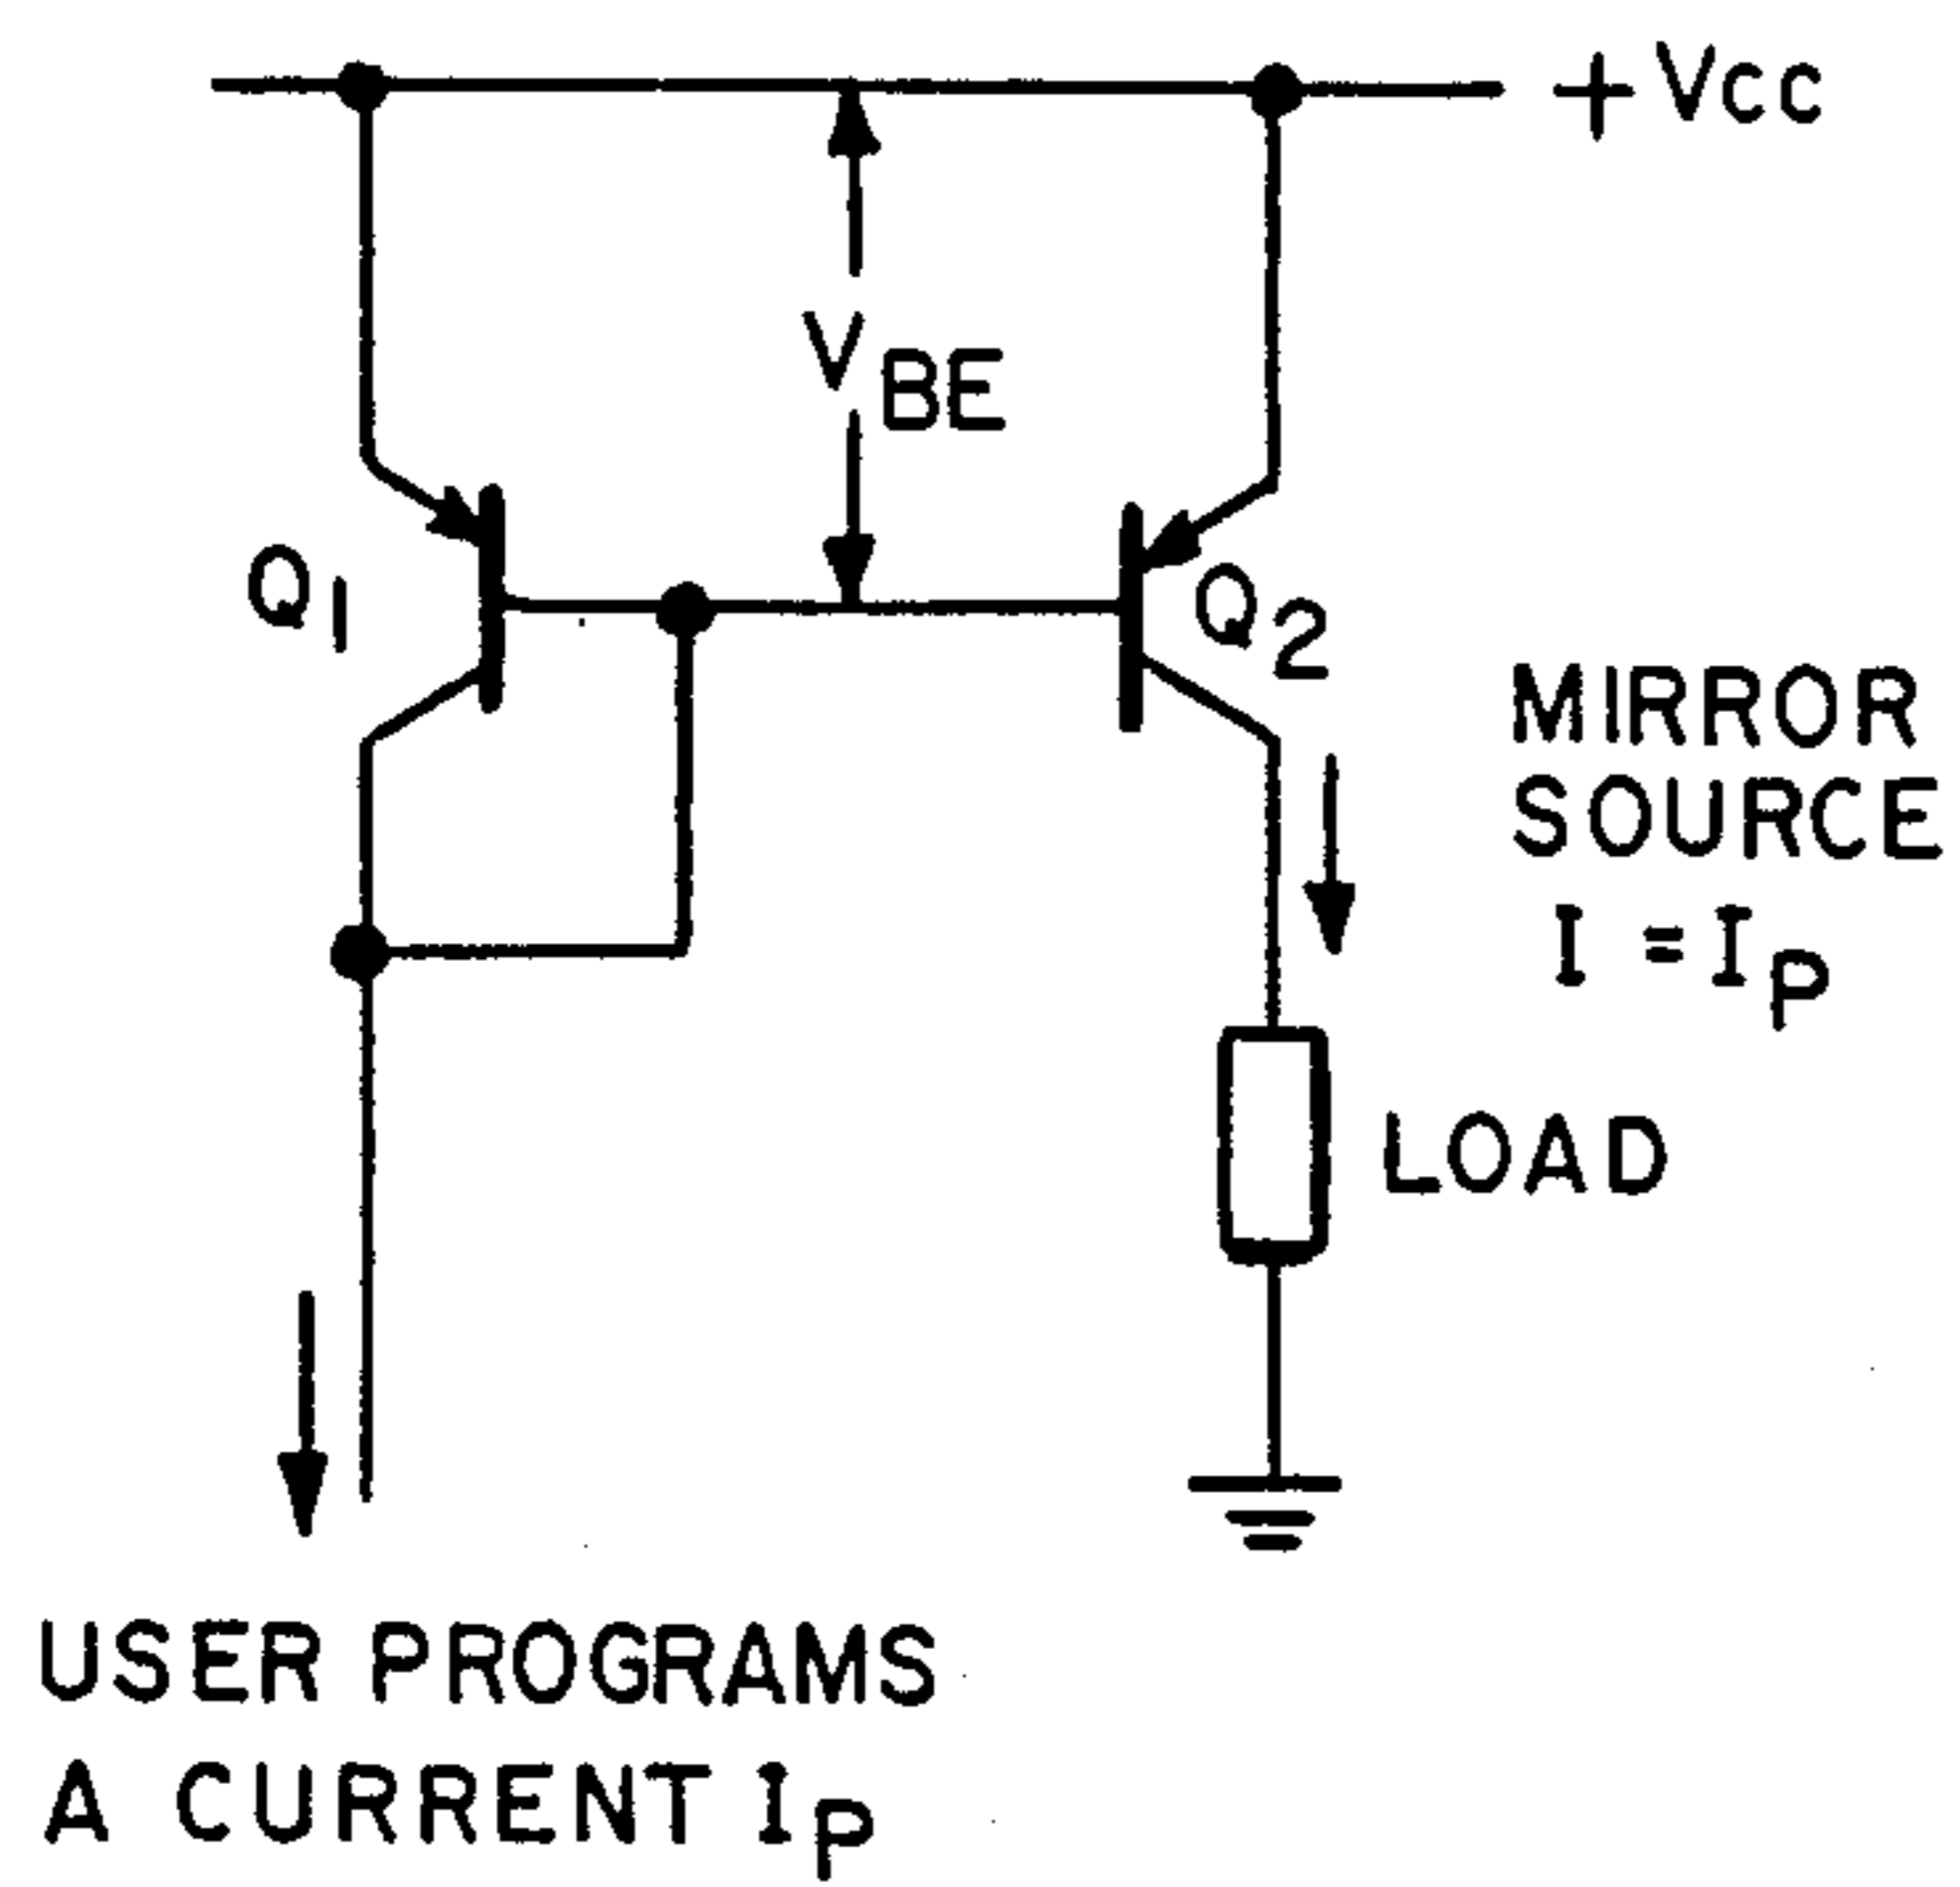 +Vcc
VBE
Q1
Q2
MIRROR
SOURCE
I = IP
LOAD
USER PROGRAMS
A CURRENT IP